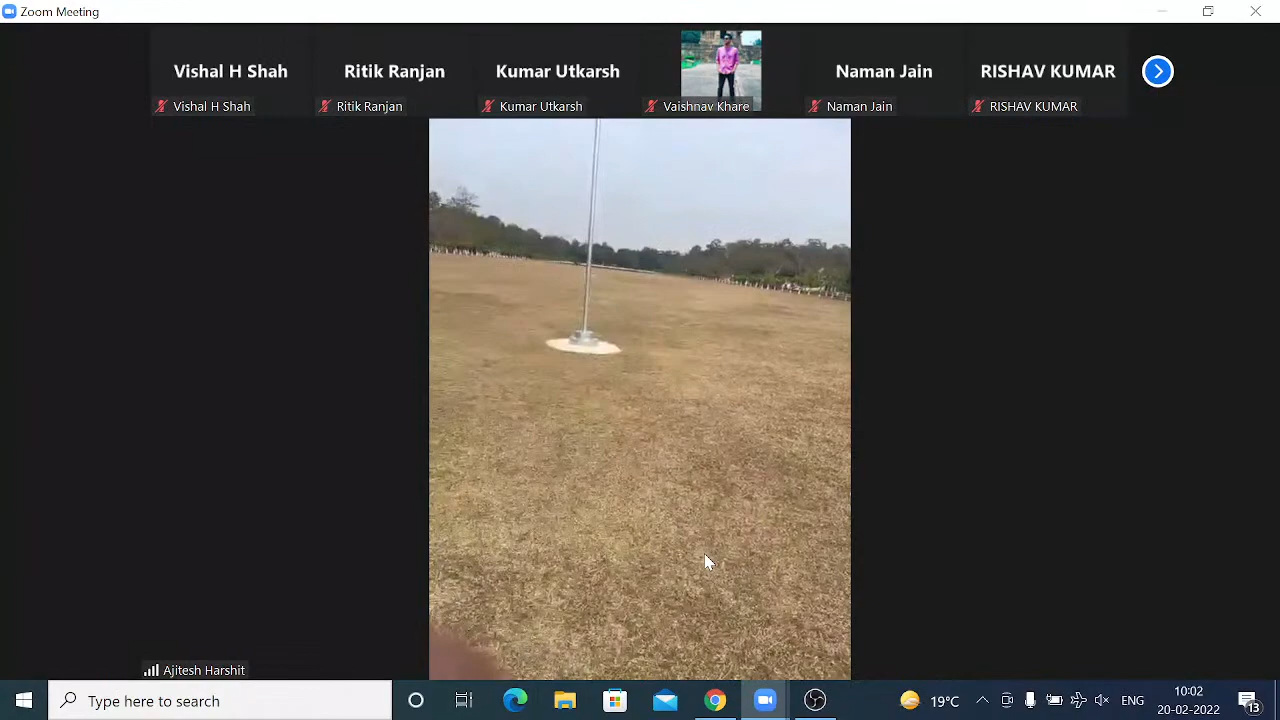 Zoom Meeting
Vishal H Shah
Ritik Ranjan
Kumar Utkarsh
Naman Jain
RISHAV KUMAR
Vishal H Shah
Ritik Ranjan
Kumar Utkarsh
Vaishnav Khare
Naman Jain
RISHAV KUMAR
Ajitesh Harshit
Type here to search
19°C
ENG
10:02
20-02-2022
13